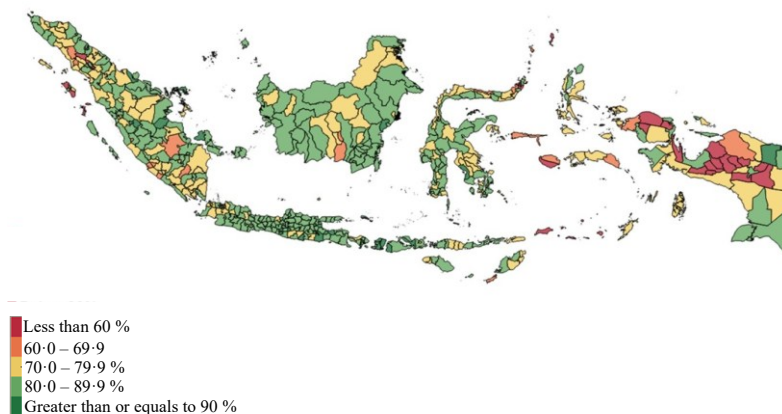 Less than 60 %
60·0 – 69·9
70·0 – 79·9 %
80·0 – 89·9 %
Greater than or equals to 90 %